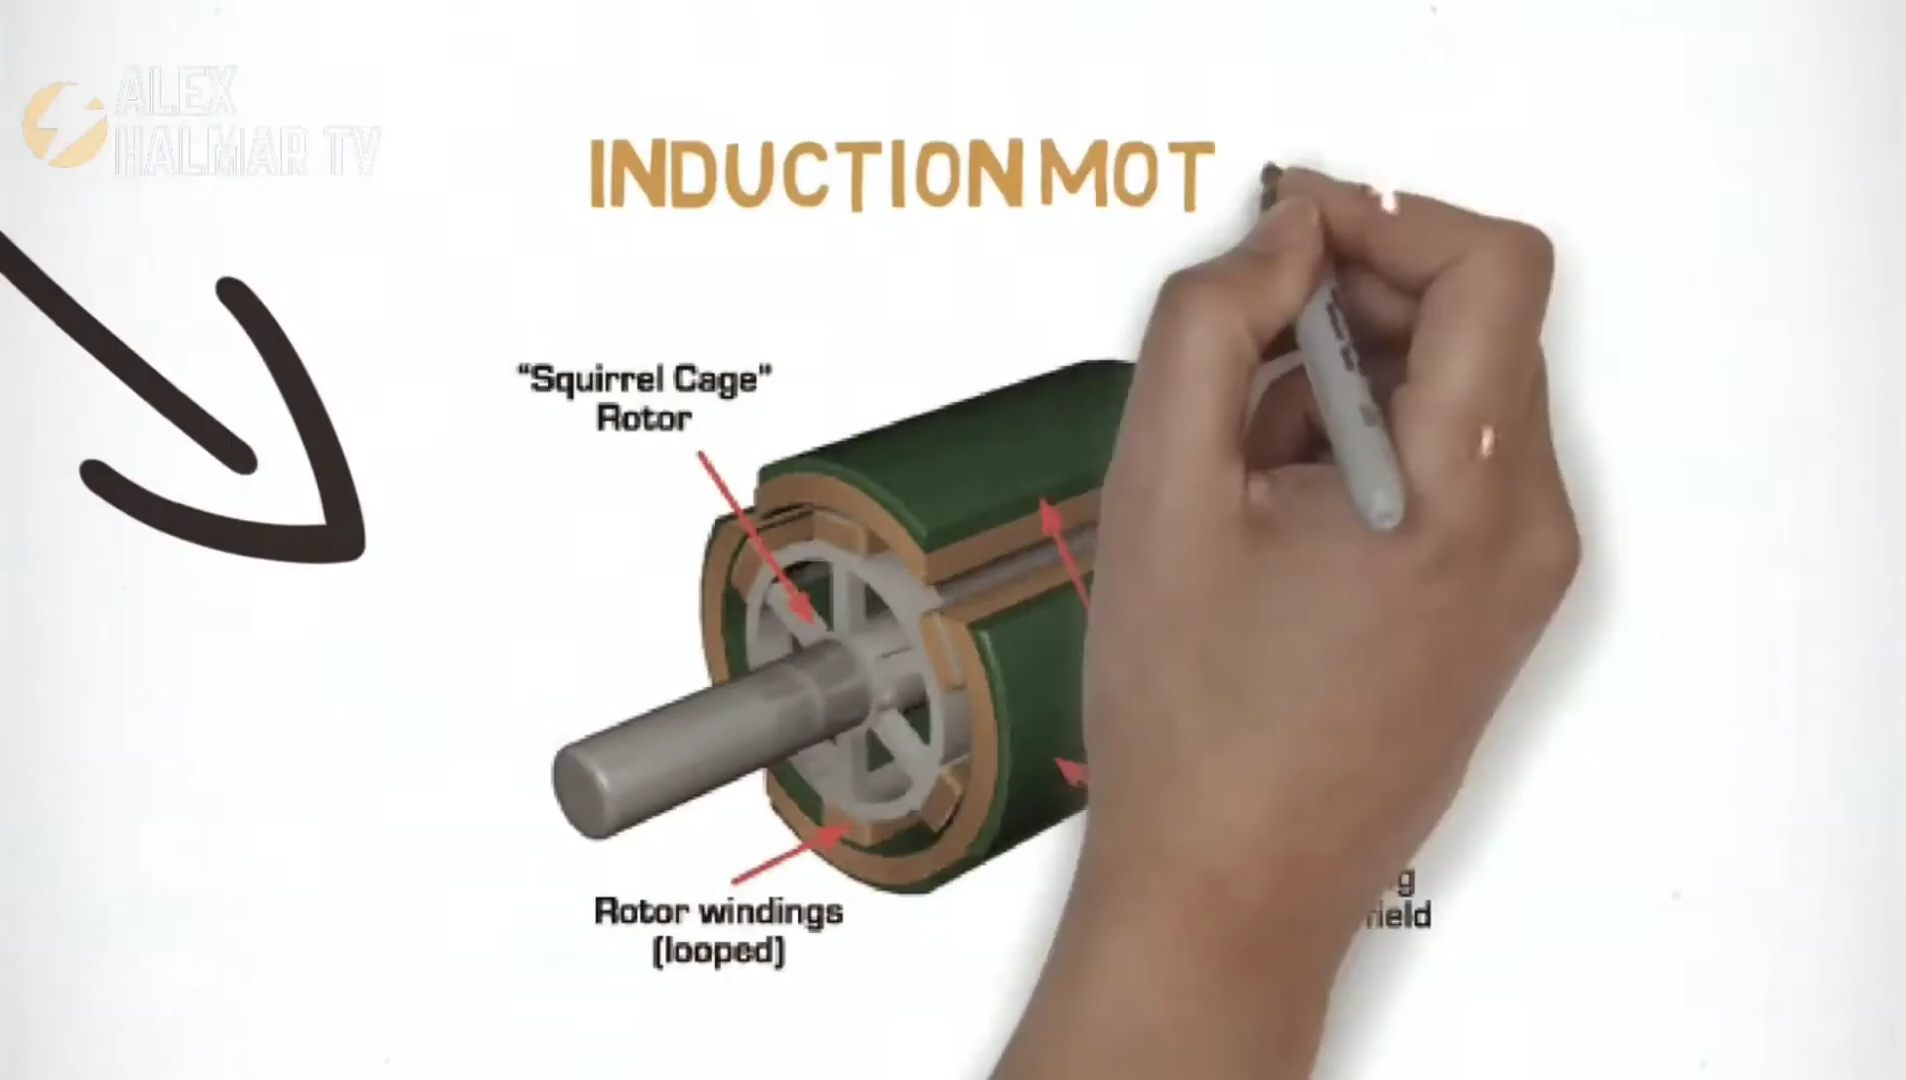 ALEX
HALMAR TV
INDUCTION MOT
“Squirrel Cage”
Rotor
Rotor windings
(looped)